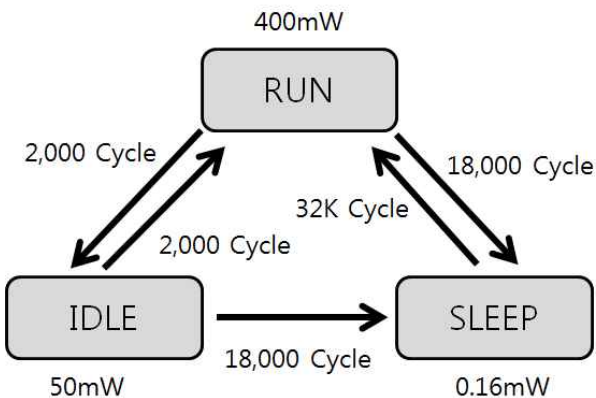 400mW
RUN
2,000 Cycle
18,000 Cycle
32K Cycle
2,000 Cycle
IDLE
SLEEP
18,000 Cycle
50mW
0.16mW